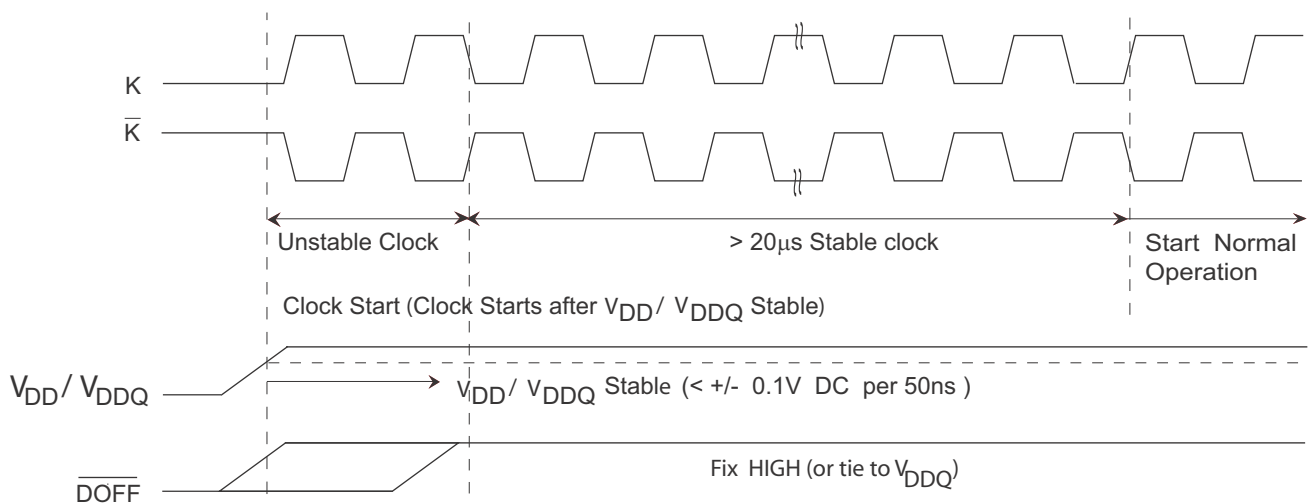 K
K̅
Unstable Clock
> 20μs Stable clock
Start Normal
Operation
Clock Start (Clock Starts after VDD / VDDQ Stable)
VDD / VDDQ
VDD / VDDQ Stable (< +/- 0.1V DC per 50ns )
D̅O̅F̅F̅
Fix HIGH (or tie to VDDQ)